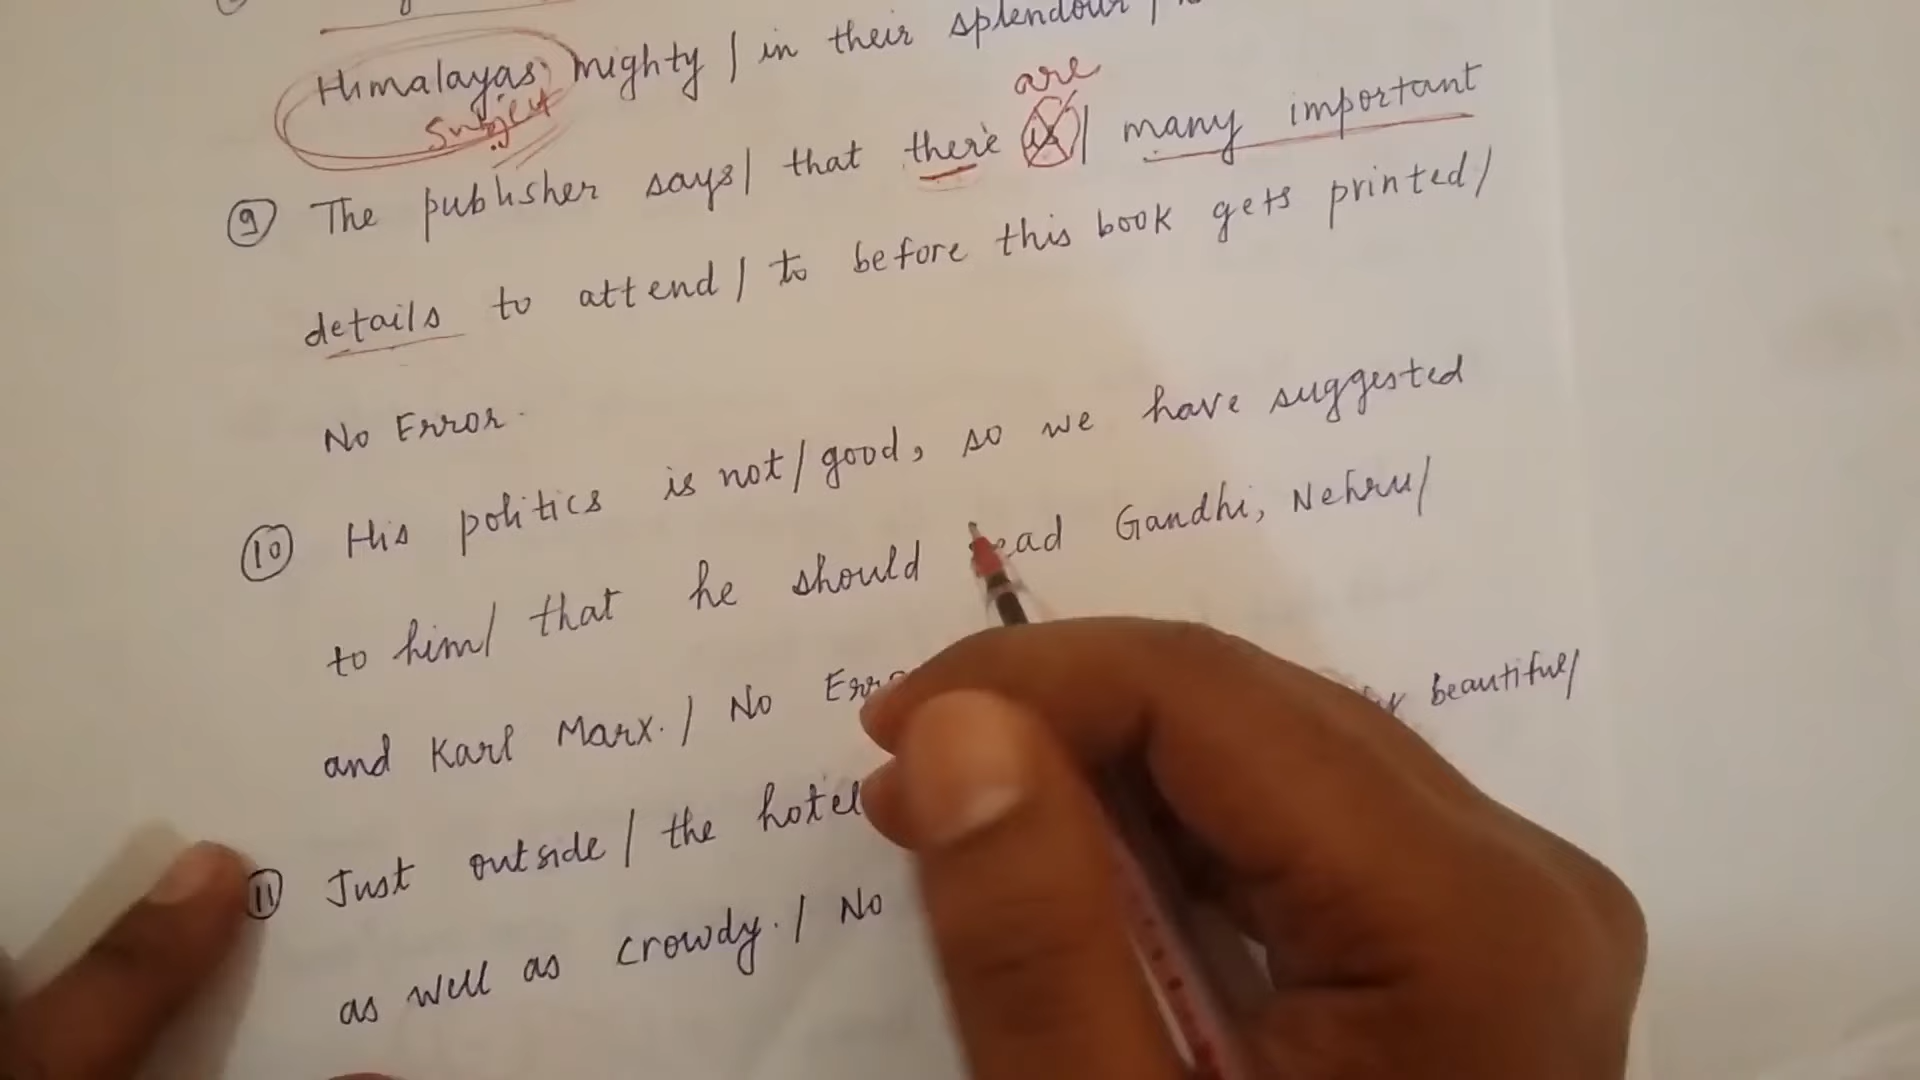 Himalayas mighty / in their splendour /
subject
are
⑨ The publisher says/ that there is/ many important
details to attend / to before this book gets printed/
No Error.
⑩ His politics is not / good, so we have suggested
to him/ that he should read Gandhi, Nehru/
and Karl Marx. / No
beautiful/
⑪ Just outside / the hotel
as well as crowdy. / No